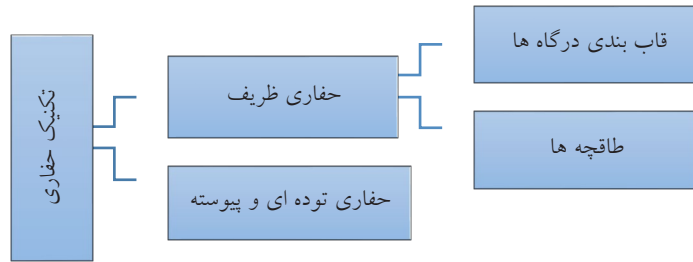 تکنیک حفاری
حفاری ظریف
قاب بندی درگاه ها
طاقچه ها
حفاری توده ای و پیوسته